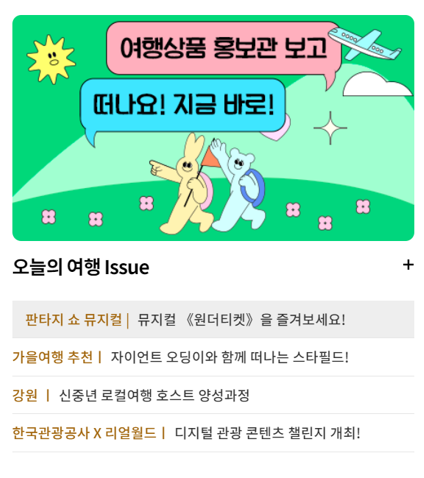 여행상품 홍보관 보고
떠나요! 지금 바로!
오늘의 여행 Issue +
판타지 쇼 뮤지컬 | 뮤지컬 《원더티켓》을 즐겨보세요!
가을여행 추천 | 자이언트 오딩이와 함께 떠나는 스타필드!
강원 | 신중년 로컬여행 호스트 양성과정
한국관광공사 X 리얼월드 | 디지털 관광 콘텐츠 챌린지 개최!